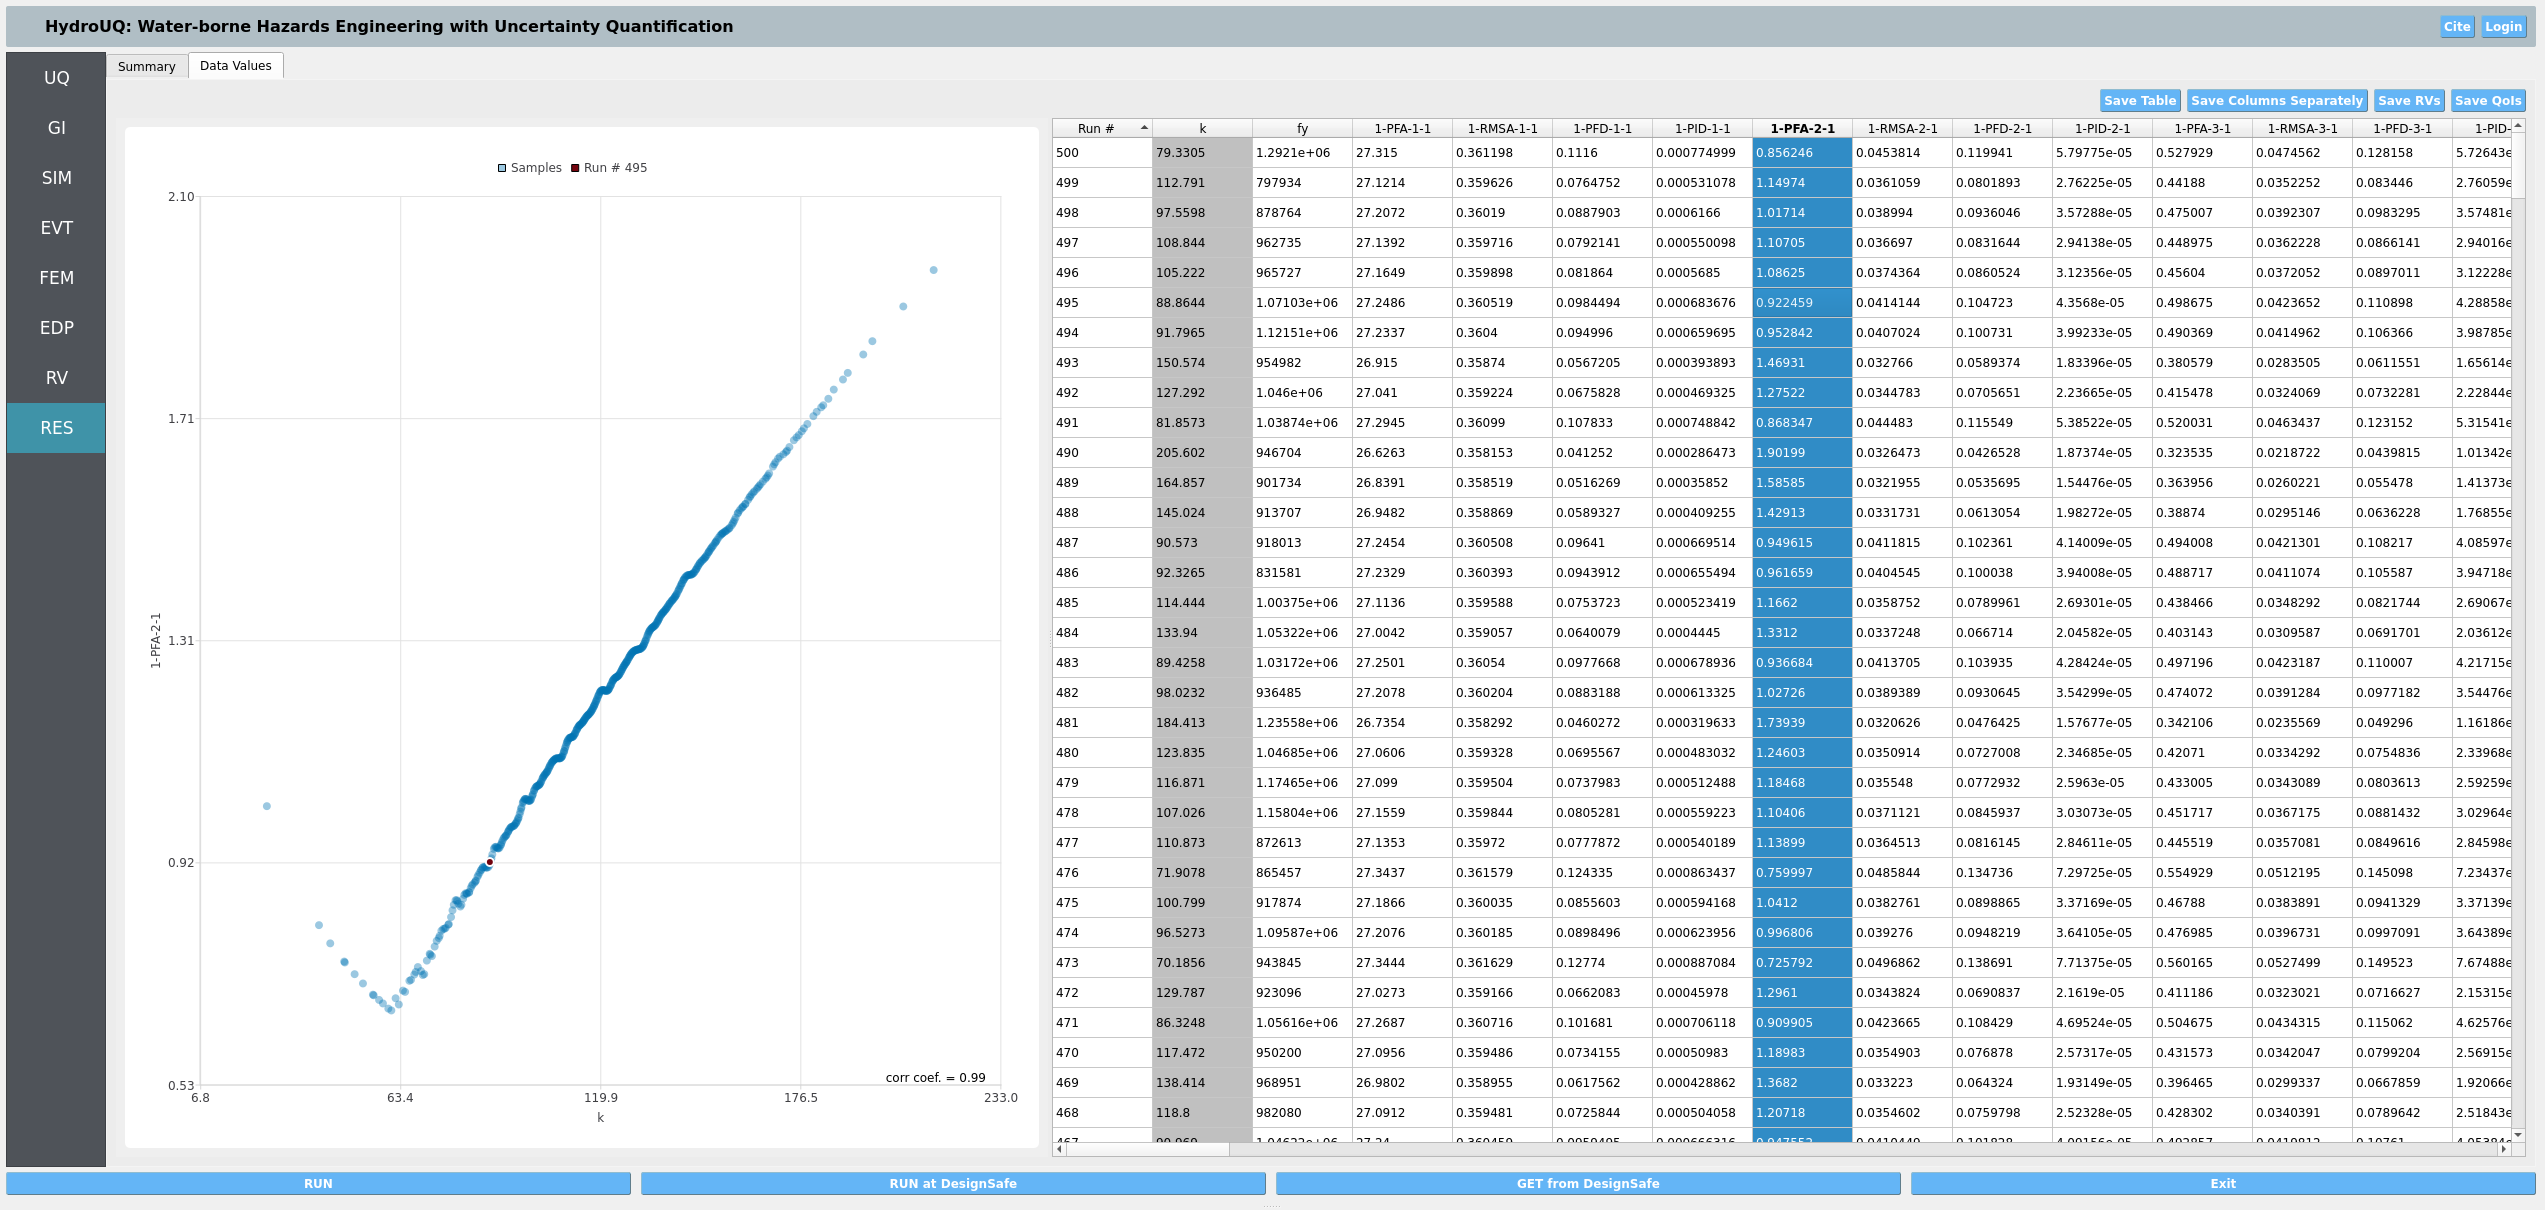 HydroUQ: Water-borne Hazards Engineering with Uncertainty Quantification
Cite Login
UQ
GI
SIM
EVT
FEM
EDP
RV
RES
Summary Data Values
Save Table Save Columns Separately Save RVs Save QoIs
Samples Run # 495
2.10
1.71
1.31
0.92
0.53
1-PFA-2-1
corr coef. = 0.99
6.8 63.4 119.9 176.5 233.0
k
Run # k fy 1-PFA-1-1 1-RMSA-1-1 1-PFD-1-1 1-PID-1-1 1-PFA-2-1 1-RMSA-2-1 1-PFD-2-1 1-PID-2-1 1-PFA-3-1 1-RMSA-3-1 1-PFD-3-1 1-PID-
500 79.3305 1.2921e+06 27.315 0.361198 0.1116 0.000774999 0.856246 0.0453814 0.119941 5.79775e-05 0.527929 0.0474562 0.128158 5.72643e
499 112.791 797934 27.1214 0.359626 0.0764752 0.000531078 1.14974 0.0361059 0.0801893 2.76225e-05 0.44188 0.0352252 0.083446 2.76059e
498 97.5598 878764 27.2072 0.36019 0.0887903 0.0006166 1.01714 0.038994 0.0936046 3.57288e-05 0.475007 0.0392307 0.0983295 3.57481e
497 108.844 962735 27.1392 0.359716 0.0792141 0.000550098 1.10705 0.036697 0.0831644 2.94138e-05 0.448975 0.0362228 0.0866141 2.94016e
496 105.222 965727 27.1649 0.359898 0.081864 0.0005685 1.08625 0.0374364 0.0860524 3.12356e-05 0.45604 0.0372052 0.0897011 3.12228e
495 88.8644 1.07103e+06 27.2486 0.360519 0.0984494 0.000683676 0.922459 0.0414144 0.104723 4.3568e-05 0.498675 0.0423652 0.110898 4.28858e
494 91.7965 1.12151e+06 27.2337 0.3604 0.094996 0.000659695 0.952842 0.0407024 0.100731 3.99233e-05 0.490369 0.0414962 0.106366 3.98785e
493 150.574 954982 26.915 0.35874 0.0567205 0.000393893 1.46931 0.032766 0.0589374 1.83396e-05 0.380579 0.0283505 0.0611551 1.65614e
492 127.292 1.046e+06 27.041 0.359224 0.0675828 0.000469325 1.27522 0.0344783 0.0705651 2.23665e-05 0.415478 0.0324069 0.0732281 2.22844e
491 81.8573 1.03874e+06 27.2945 0.36099 0.107833 0.000748842 0.868347 0.044483 0.115549 5.38522e-05 0.520031 0.0463437 0.123152 5.31541e
490 205.602 946704 26.6263 0.358153 0.041252 0.000286473 1.90199 0.0326473 0.0426528 1.87374e-05 0.323535 0.0218722 0.0439815 1.01342e
489 164.857 901734 26.8391 0.358519 0.0516269 0.00035852 1.58585 0.0321955 0.0535695 1.54476e-05 0.363956 0.0260221 0.055478 1.41373e
488 145.024 913707 26.9482 0.358869 0.0589327 0.000409255 1.42913 0.0331731 0.0613054 1.98272e-05 0.38874 0.0295146 0.0636228 1.76855e
487 90.573 918013 27.2454 0.360508 0.09641 0.000669514 0.949615 0.0411815 0.102361 4.14009e-05 0.494008 0.0421301 0.108217 4.08597e
486 92.3265 831581 27.2329 0.360393 0.0943912 0.000655494 0.961659 0.0404545 0.100038 3.94008e-05 0.488717 0.0411074 0.105587 3.94718e
485 114.444 1.00375e+06 27.1136 0.359588 0.0753723 0.000523419 1.1662 0.0358752 0.0789961 2.69301e-05 0.438466 0.0348292 0.0821744 2.69067e
484 133.94 1.05322e+06 27.0042 0.359057 0.0640079 0.0004445 1.3312 0.0337248 0.066714 2.04582e-05 0.403143 0.0309587 0.0691701 2.03612e
483 89.4258 1.03172e+06 27.2501 0.36054 0.0977668 0.000678936 0.936684 0.0413705 0.103935 4.28424e-05 0.497196 0.0423187 0.110007 4.21715e
482 98.0232 936485 27.2078 0.360204 0.0883188 0.000613325 1.02726 0.0389389 0.0930645 3.54299e-05 0.474072 0.0391284 0.0977182 3.54476e
481 184.413 1.23558e+06 26.7354 0.358292 0.0460272 0.000319633 1.73939 0.0320626 0.0476425 1.57677e-05 0.342106 0.0235569 0.049296 1.16186e
480 123.835 1.04685e+06 27.0606 0.359328 0.0695567 0.000483032 1.24603 0.0350914 0.0727008 2.34685e-05 0.42071 0.0334292 0.0754836 2.33968e
479 116.871 1.17465e+06 27.099 0.359504 0.0737983 0.000512488 1.18468 0.035548 0.0772932 2.5963e-05 0.433005 0.0343089 0.0803613 2.59259e
478 107.026 1.15804e+06 27.1559 0.359844 0.0805281 0.000559223 1.10406 0.0371121 0.0845937 3.03073e-05 0.451717 0.0367175 0.0881432 3.02964e
477 110.873 872613 27.1353 0.35972 0.0777872 0.000540189 1.13899 0.0364513 0.0816145 2.84611e-05 0.445519 0.0357081 0.0849616 2.84598e
476 71.9078 865457 27.3437 0.361579 0.124335 0.000863437 0.759997 0.0485844 0.134736 7.29725e-05 0.554929 0.0512195 0.145098 7.23437e
475 100.799 917874 27.1866 0.360035 0.0855603 0.000594168 1.0412 0.0382761 0.0898865 3.37169e-05 0.46788 0.0383891 0.0941329 3.37139e
474 96.5273 1.09587e+06 27.2076 0.360185 0.0898496 0.000623956 0.996806 0.039276 0.0948219 3.64105e-05 0.476985 0.0396731 0.0997091 3.64389e
473 70.1856 943845 27.3444 0.361629 0.12774 0.000887084 0.725792 0.0496862 0.138691 7.71375e-05 0.560165 0.0527499 0.149523 7.67488e
472 129.787 923096 27.0273 0.359166 0.0662083 0.00045978 1.2961 0.0343824 0.0690837 2.1619e-05 0.411186 0.0323021 0.0716627 2.15315e
471 86.3248 1.05616e+06 27.2687 0.360716 0.101681 0.000706118 0.909905 0.0423665 0.108429 4.69524e-05 0.504675 0.0434315 0.115062 4.62576e
470 117.472 950200 27.0956 0.359486 0.0734155 0.00050983 1.18983 0.0354903 0.076878 2.57317e-05 0.431573 0.0342047 0.0799204 2.56915e
469 138.414 968951 26.9802 0.358955 0.0617562 0.000428862 1.3682 0.033223 0.064324 1.93149e-05 0.396465 0.0299337 0.0667859 1.92066e
468 118.8 982080 27.0912 0.359481 0.0725844 0.000504058 1.20718 0.0354602 0.0759798 2.52328e-05 0.428302 0.0340391 0.0789642 2.51843e
RUN RUN at DesignSafe GET from DesignSafe Exit